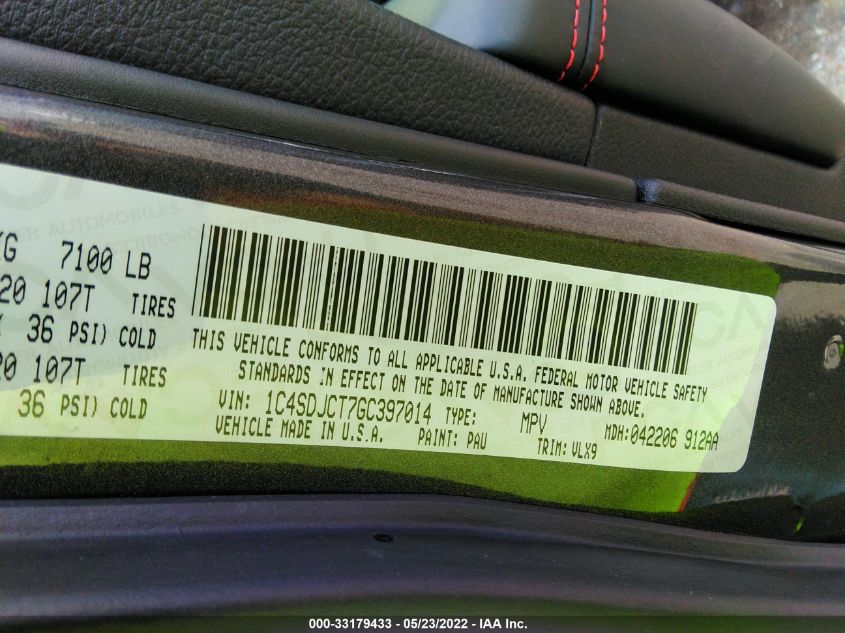 KG 7100 LB
20 107T TIRES
36 PSI) COLD
20 107T TIRES
36 PSI) COLD
THIS VEHICLE CONFORMS TO ALL APPLICABLE U.S.A. FEDERAL MOTOR VEHICLE SAFETY
STANDARDS IN EFFECT ON THE DATE OF MANUFACTURE SHOWN ABOVE.
VIN: 1C4SDJCT7GC397014 TYPE: MPV MDH:042206 912AA
VEHICLE MADE IN U.S.A. PAINT: PAU TRIM: VLX9
000-33179433 - 05/23/2022 - IAA Inc.